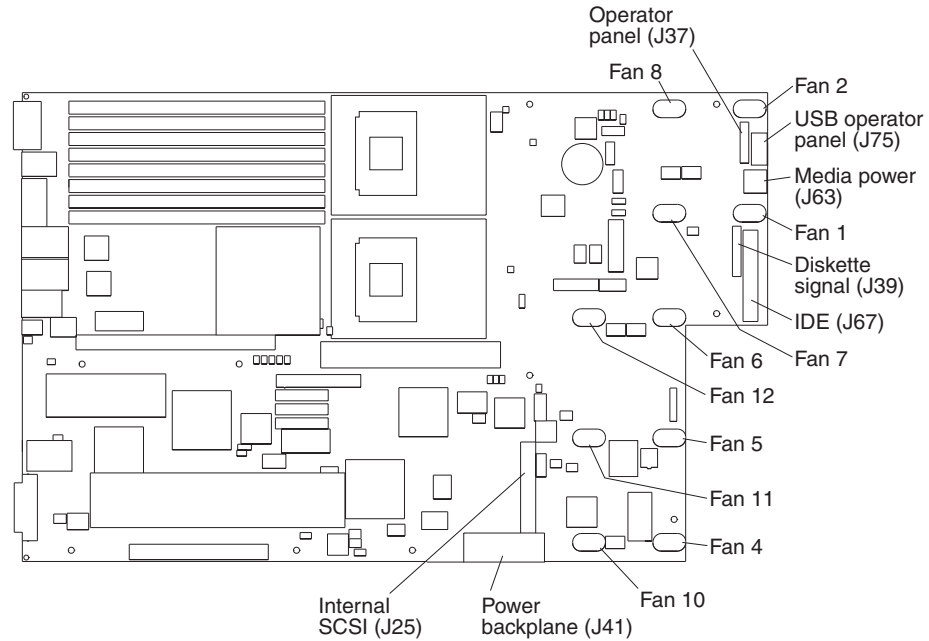 Operator
panel (J37)
Fan 8
Fan 2
USB operator
panel (J75)
Media power
(J63)
Fan 1
Diskette
signal (J39)
IDE (J67)
Fan 6
Fan 7
Fan 12
Fan 5
Fan 11
Fan 4
Fan 10
Internal
SCSI (J25)
Power
backplane (J41)